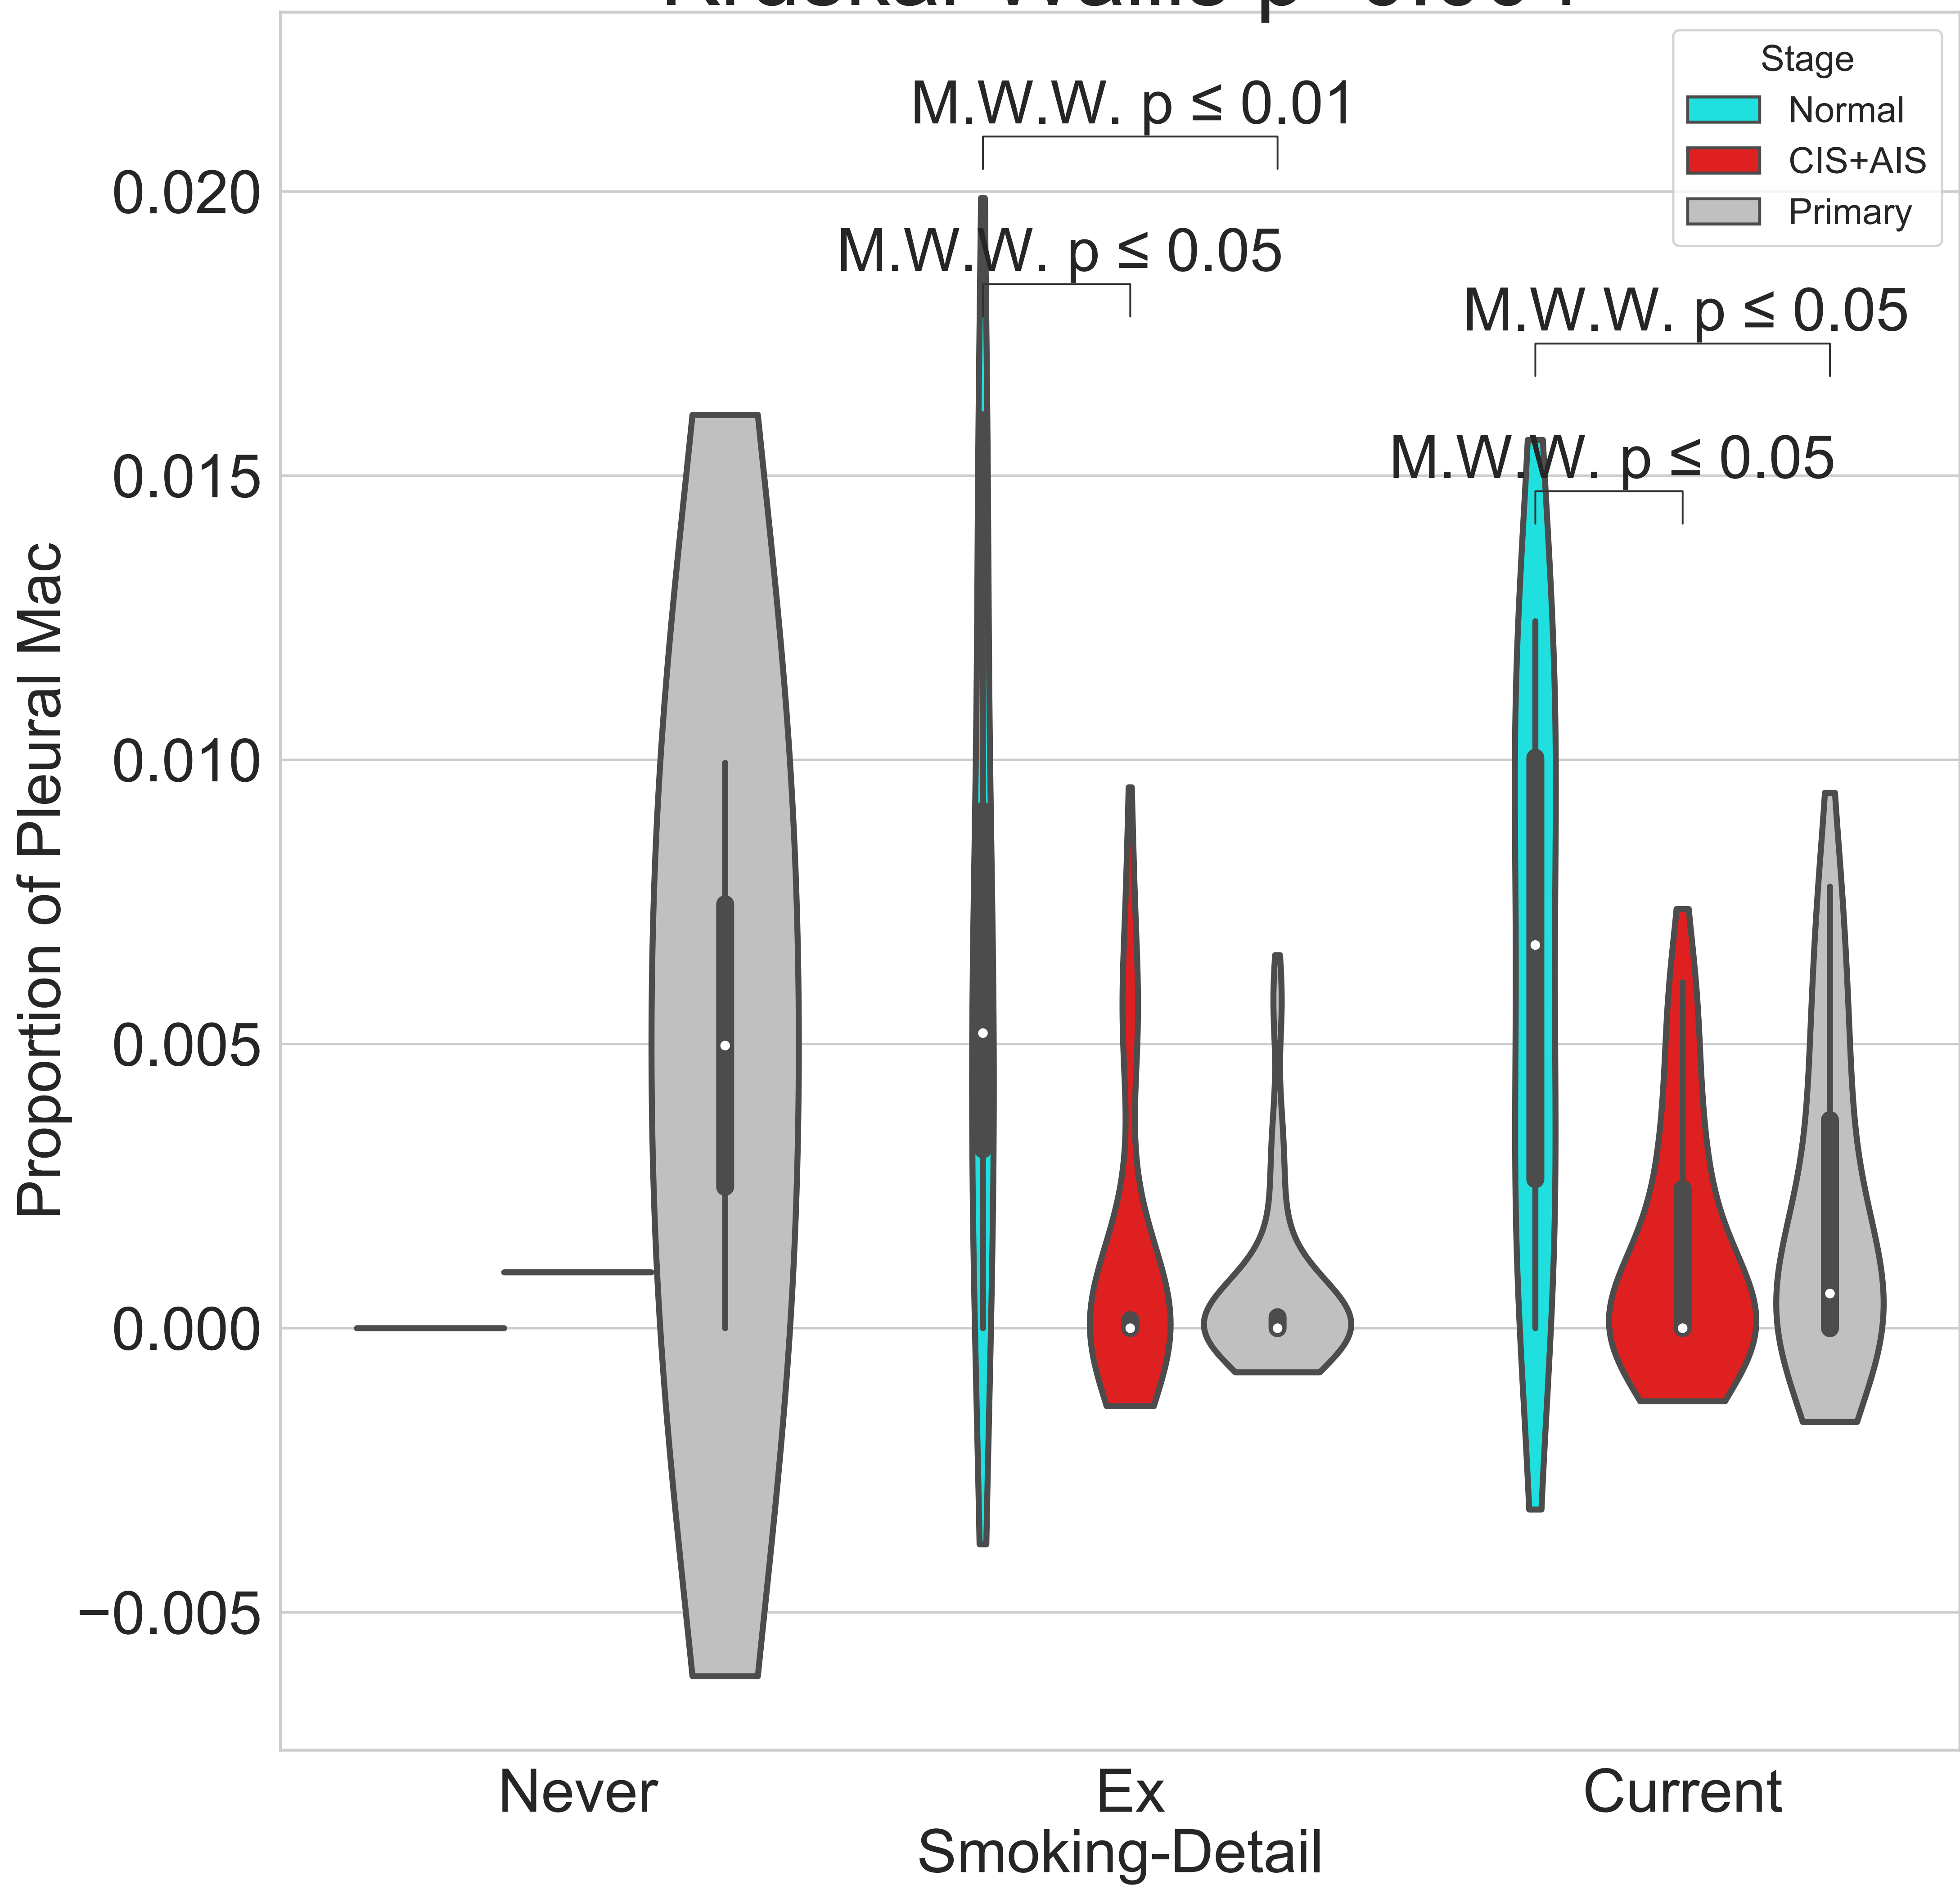 Stage
Normal
CIS+AIS
Primary
M.W.W. p ≤ 0.01
M.W.W. p ≤ 0.05
M.W.W. p ≤ 0.05
M.W.W. p ≤ 0.05
0.020
0.015
0.010
0.005
0.000
−0.005
Proportion of Pleural Mac
Never
Ex
Current
Smoking-Detail